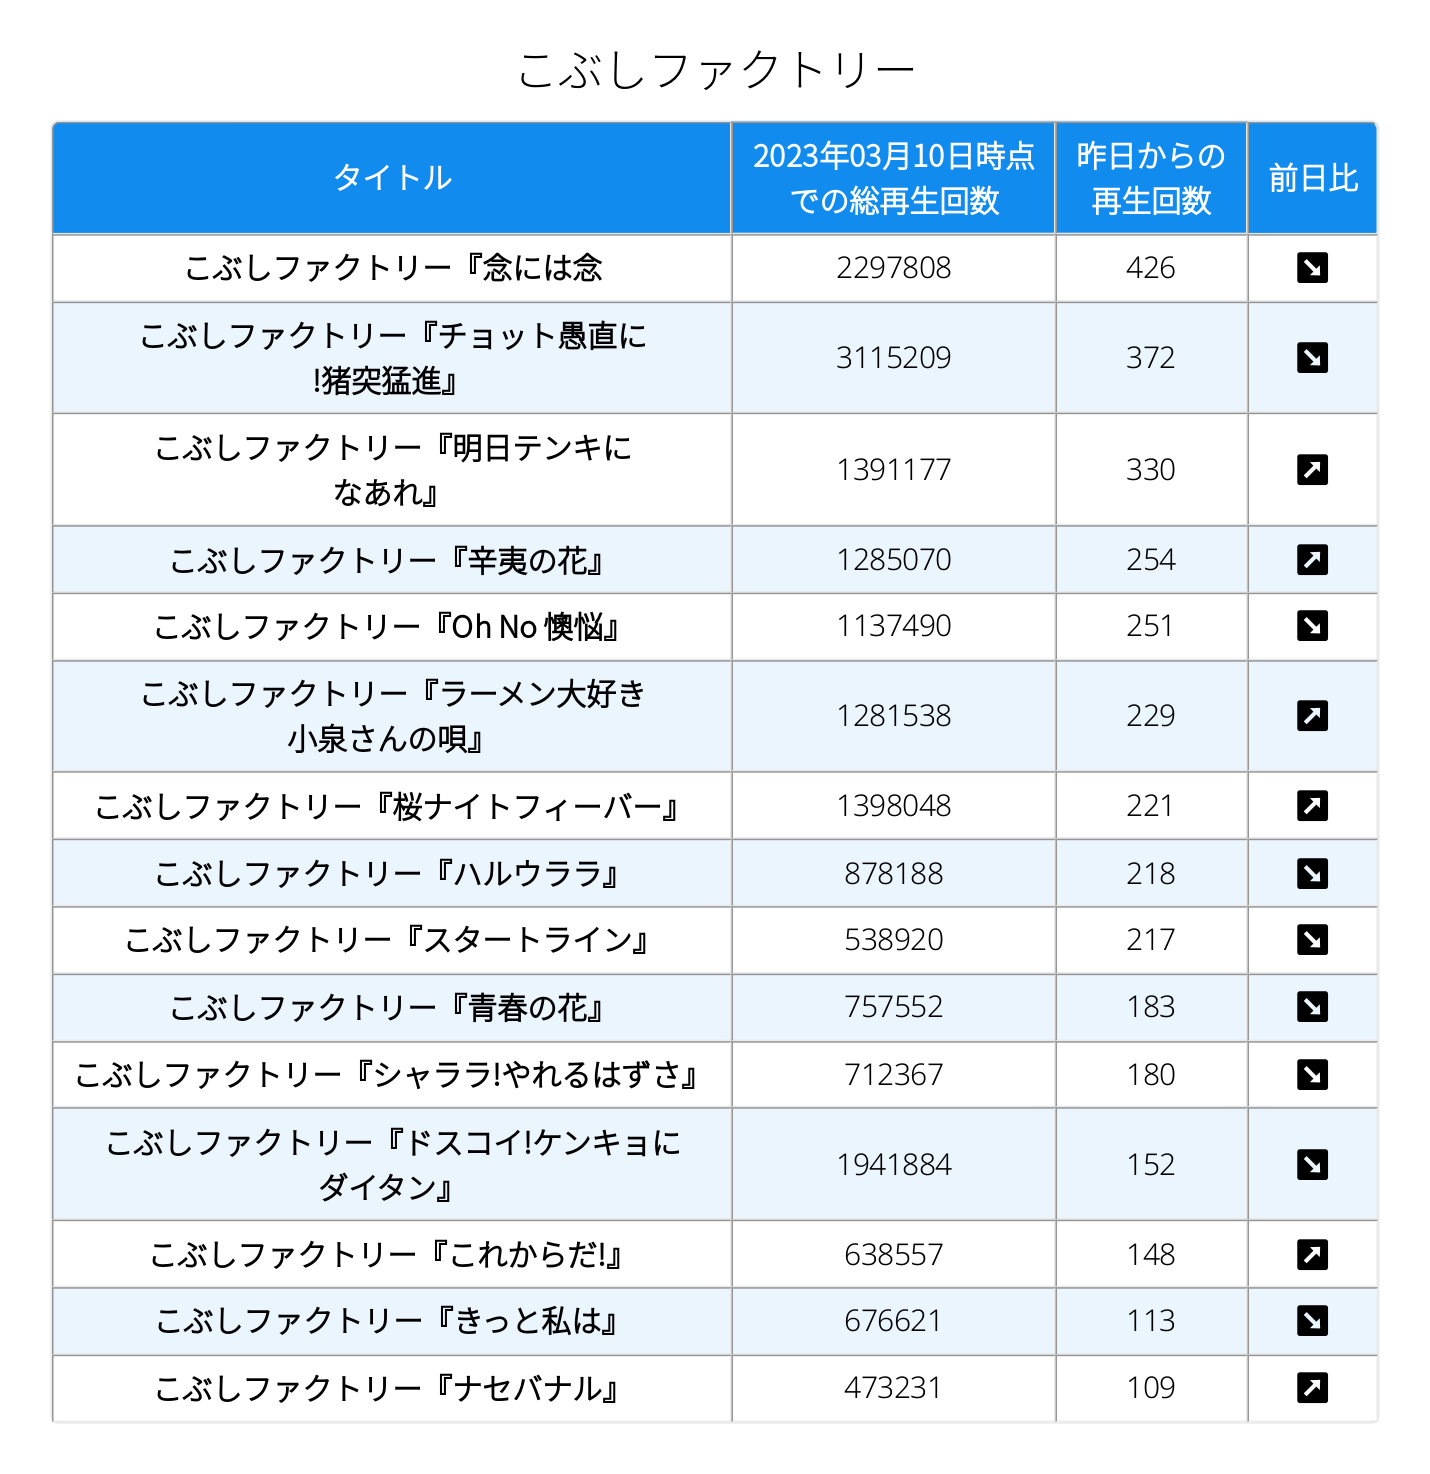 こぶしファクトリー
タイトル
2023年03月10日時点
での総再生回数
昨日からの
再生回数
前日比
こぶしファクトリー『念には念
2297808
426
こぶしファクトリー『チョット愚直に
!猪突猛進』
3115209
372
こぶしファクトリー『明日テンキに
なあれ』
1391177
330
こぶしファクトリー『辛夷の花』
1285070
254
こぶしファクトリー『Oh No 懊悩』
1137490
251
こぶしファクトリー『ラーメン大好き
小泉さんの唄』
1281538
229
こぶしファクトリー『桜ナイトフィーバー』
1398048
221
こぶしファクトリー『ハルウララ』
878188
218
こぶしファクトリー『スタートライン』
538920
217
こぶしファクトリー『青春の花』
757552
183
こぶしファクトリー『シャララ!やれるはずさ』
712367
180
こぶしファクトリー『ドスコイ!ケンキョに
ダイタン』
1941884
152
こぶしファクトリー『これからだ!』
638557
148
こぶしファクトリー『きっと私は』
676621
113
こぶしファクトリー『ナセバナル』
473231
109